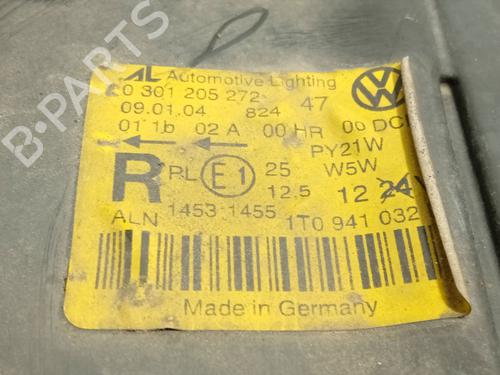 AL Automotive Lighting
0 301 205 272 47
09.01.04 824
01 1b 02 A 00 HR 00 DC
PY21W
R PL E1 25 W5W
12.5 12 24V
ALN 1453 1455 1T0 941 032
Made in Germany
B-PARTS